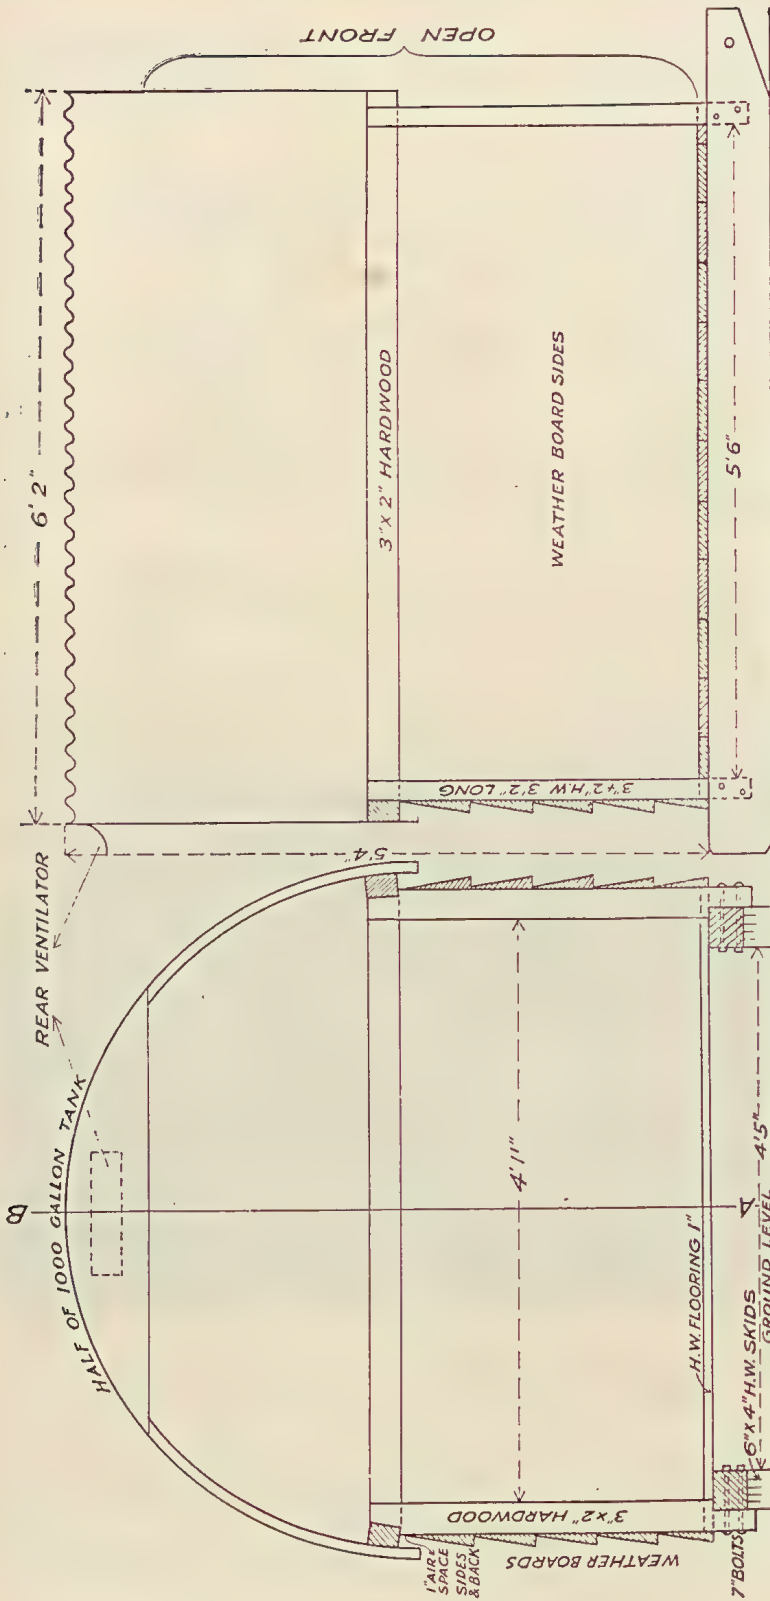 OPEN FRONT
6' 2"
3" x 2" HARDWOOD
WEATHER BOARD SIDES
5'6"
3"+2" H.W 3'2" LONG
REAR VENTILATOR
5'4"
HALF OF 1000 GALLON TANK
B
4'11"
A
H.W. FLOORING 1"
4'5"
6"x4" H.W. SKIDS
GROUND LEVEL
3"x2" HARDWOOD
1" AIR
SPACE
SIDES
& BACK
WEATHER BOARDS
7" BOLTS